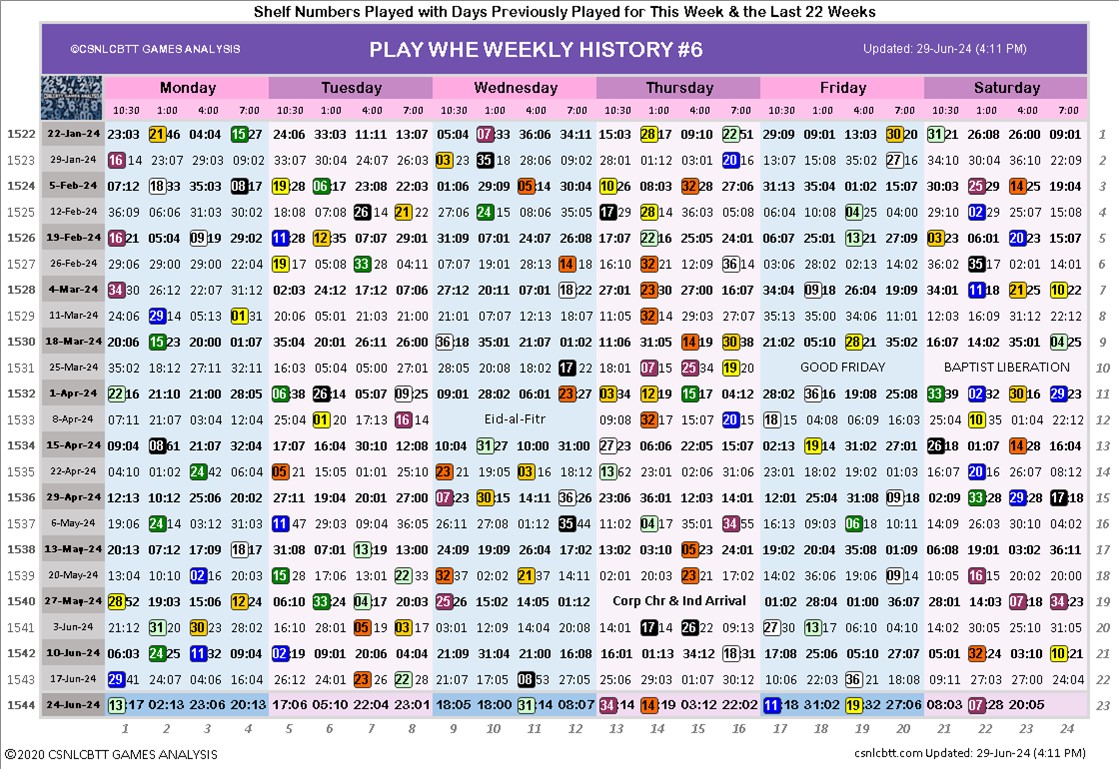 Shelf Numbers Played with Days Previously Played for This Week & the Last 22 Weeks
©CSNLCBTT GAMES ANALYSIS PLAY WHE WEEKLY HISTORY #6 Updated: 29-Jun-24 (4:11 PM)
Monday Tuesday Wednesday Thursday Friday Saturday
10:30 1:00 4:00 7:00 10:30 1:00 4:00 7:00 10:30 1:00 4:00 7:00 10:30 1:00 4:00 7:00 10:30 1:00 4:00 7:00 10:30 1:00 4:00 7:00
1522 22-Jan-24 23:03 21:46 04:04 15:27 24:06 33:03 11:11 13:07 05:04 07:33 36:06 34:11 15:03 28:17 09:10 22:51 29:09 09:01 13:03 30:20 31:21 26:08 26:00 09:01 1
1523 29-Jan-24 16:14 23:07 29:03 09:02 33:07 30:04 24:07 26:03 03:23 35:18 28:06 09:02 28:01 01:12 03:01 20:16 13:07 15:08 35:02 27:16 34:10 30:04 36:10 22:09 2
1524 5-Feb-24 07:12 18:33 35:03 08:17 19:28 06:17 23:08 22:03 01:06 29:09 11:14 30:04 10:26 08:03 32:28 27:06 31:13 35:04 01:02 15:07 30:03 25:29 14:25 19:04 3
1525 12-Feb-24 36:09 06:06 31:03 30:02 18:08 07:08 26:14 21:22 27:06 24:15 08:06 35:05 17:29 28:14 36:03 05:08 06:04 10:08 04:25 04:00 29:10 02:29 25:07 15:08 4
1526 19-Feb-24 16:21 05:04 09:19 29:02 11:28 12:35 07:07 29:01 31:09 07:01 24:07 26:08 17:07 22:16 25:05 24:01 06:07 25:01 13:21 27:09 03:23 06:01 20:23 15:07 5
1527 26-Feb-24 29:06 29:00 29:00 22:04 19:17 05:08 33:28 04:11 07:07 19:01 28:13 14:18 16:10 32:21 12:09 36:14 03:06 28:02 02:13 14:02 36:02 35:17 02:01 14:01 6
1528 4-Mar-24 34:30 26:12 22:07 31:12 02:03 24:12 17:12 07:08 27:12 20:11 07:01 18:22 27:01 23:30 27:00 16:07 34:04 09:18 26:04 19:09 34:01 11:18 21:25 10:22 7
1529 11-Mar-24 24:06 29:14 05:13 01:31 20:06 05:01 21:03 21:00 21:01 07:07 12:13 18:07 11:05 32:14 29:03 27:07 35:13 35:00 34:06 11:01 12:03 16:09 31:12 22:12 8
1530 18-Mar-24 20:06 15:23 20:00 01:07 35:04 20:01 26:11 26:00 36:18 35:01 21:07 01:02 11:06 31:05 14:19 30:38 21:02 05:10 28:21 35:02 16:07 14:02 35:01 04:25 9
1531 25-Mar-24 35:02 18:12 27:11 32:11 16:03 05:04 05:00 27:01 28:05 20:08 18:02 17:22 18:01 07:15 25:34 19:20 GOOD FRIDAY BAPTIST LIBERATION 10
1532 1-Apr-24 22:16 21:10 21:00 28:05 06:38 26:14 05:07 09:25 09:01 28:02 06:01 23:27 03:34 12:19 15:17 04:12 28:02 36:16 19:08 25:08 33:39 02:32 30:16 29:23 11
1533 8-Apr-24 07:11 21:07 03:04 12:04 25:06 01:20 17:13 16:14 Eid-al-Fitr 09:08 32:17 15:07 20:15 18:15 04:08 06:09 16:03 25:04 10:35 01:04 22:12 12
1534 15-Apr-24 09:04 08:61 21:07 32:04 17:07 16:04 30:10 12:08 10:04 31:27 10:00 31:00 27:23 06:06 22:05 15:07 02:13 19:14 31:02 27:01 26:18 01:07 14:28 16:04 13
1535 22-Apr-24 04:10 01:02 24:42 06:04 05:21 15:05 01:01 25:10 23:21 19:05 03:16 18:12 13:62 23:01 02:06 31:06 23:01 18:02 19:02 01:03 16:07 20:16 26:07 08:12 14
1536 29-Apr-24 12:13 10:12 25:06 20:02 27:11 19:04 20:01 27:00 07:23 30:15 14:11 36:26 23:06 36:01 12:03 14:01 12:01 25:04 31:08 09:18 02:09 33:28 29:28 17:18 15
1537 6-May-24 19:06 24:14 03:12 31:03 11:47 29:03 09:04 36:05 26:11 27:08 01:12 35:44 11:02 04:17 16:01 34:55 16:13 09:03 06:18 10:11 14:09 26:03 30:10 04:02 16
1538 13-May-24 20:13 07:12 17:09 18:17 31:08 07:01 13:19 13:00 24:09 19:09 26:04 17:02 13:02 03:10 05:23 24:01 19:02 20:04 35:08 01:09 06:08 19:01 03:02 36:11 17
1539 20-May-24 13:04 10:10 02:16 20:03 15:28 17:06 13:01 22:33 32:37 02:02 21:37 14:11 02:01 20:03 23:21 17:02 14:02 36:06 19:06 09:14 10:05 16:15 20:02 20:00 18
1540 27-May-24 28:52 19:03 15:06 12:24 06:10 33:24 04:17 20:03 25:26 15:02 14:05 01:12 Corp Chr & Ind Arrival 01:02 28:04 01:00 36:07 28:01 14:03 07:18 34:23 19
1541 3-Jun-24 21:12 31:20 30:23 28:02 16:10 28:01 05:19 03:17 03:01 12:09 14:04 20:08 14:01 17:14 26:22 09:13 27:30 13:17 06:10 04:09 14:02 30:05 25:10 31:05 20
1542 10-Jun-24 06:03 24:25 11:32 09:04 02:19 09:01 20:06 04:04 21:09 31:04 21:00 16:08 16:01 01:13 34:12 18:31 17:08 25:06 05:10 07:08 05:01 32:24 03:10 10:21 21
1543 17-Jun-24 29:41 24:07 04:06 16:04 26:12 24:01 23:26 22:28 21:07 17:05 08:53 27:05 25:06 29:03 01:07 30:12 10:06 22:03 36:21 07:08 09:11 27:03 27:00 24:04 22
1544 24-Jun-24 13:17 02:13 23:06 20:13 17:06 05:10 22:04 23:01 18:05 18:00 31:14 08:07 34:14 14:19 03:12 22:02 11:18 31:02 19:32 27:06 08:03 07:28 20:05 23
1 2 3 4 5 6 7 8 9 10 11 12 13 14 15 16 17 18 19 20 21 22 23 24
©2020 CSNLCBTT GAMES ANALYSIS csnlcbtt.com Updated: 29-Jun-24 (4:11 PM)